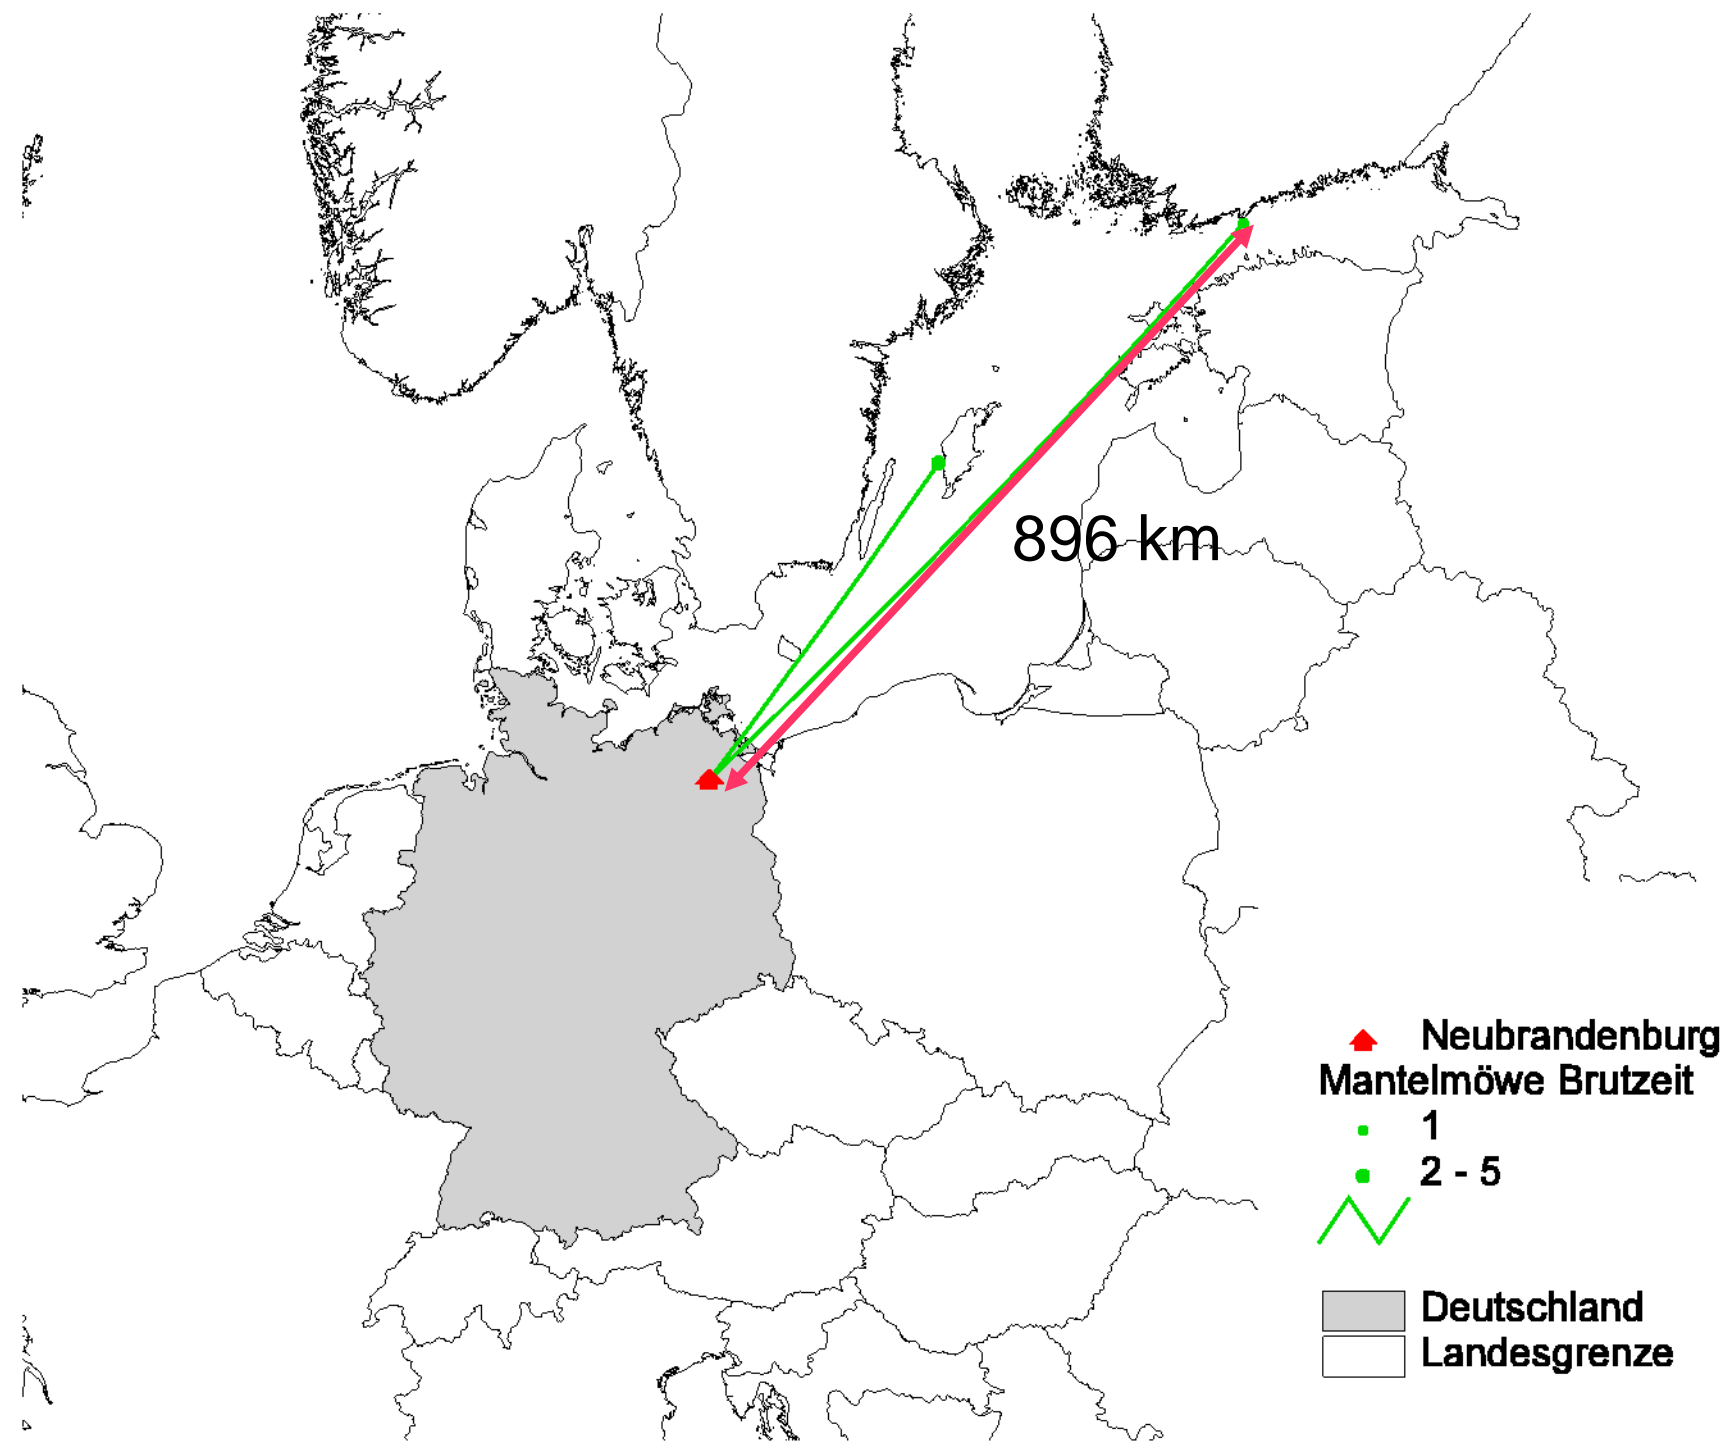 896 km
Neubrandenburg
Mantelmöwe Brutzeit
1
2 - 5
Deutschland
Landesgrenze